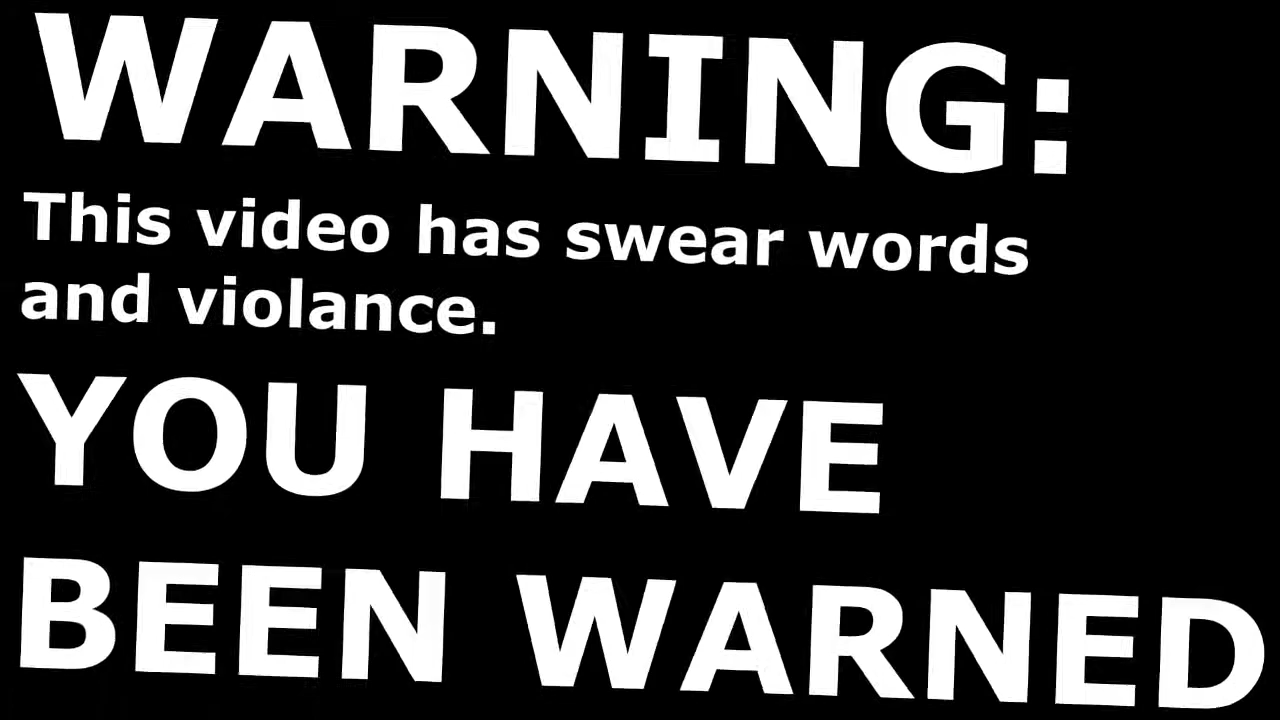 WARNING:
This video has swear words
and violance.
YOU HAVE
BEEN WARNED